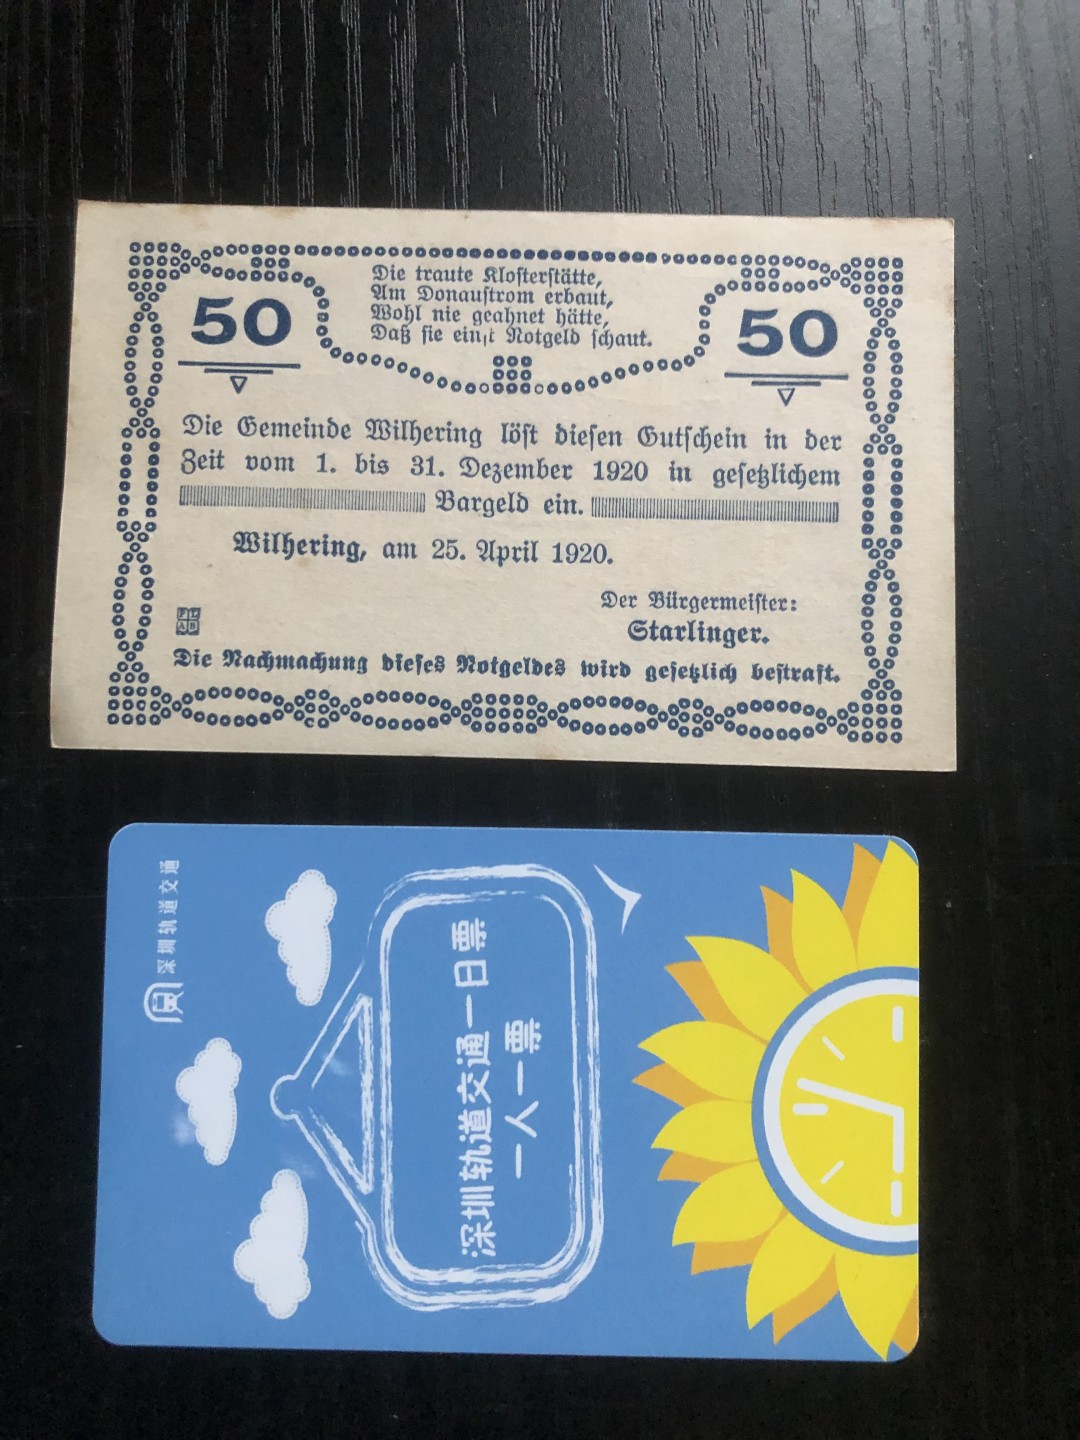 Die traute Klosterstätte,
Am Donaustrom erbaut,
Wohl nie geahnet hätte,
Daß sie einst Notgeld schaut.
50
50
Die Gemeinde Wilhering löst diesen Gutschein in der
Zeit vom 1. bis 31. Dezember 1920 in gesetzlichem
Bargeld ein.
Wilhering, am 25. April 1920.
Der Bürgermeister:
Starlinger.
Die Nachmachung dieses Notgeldes wird gesetzlich bestraft.
深圳轨道交通
深圳轨道交通一日票
一人一票